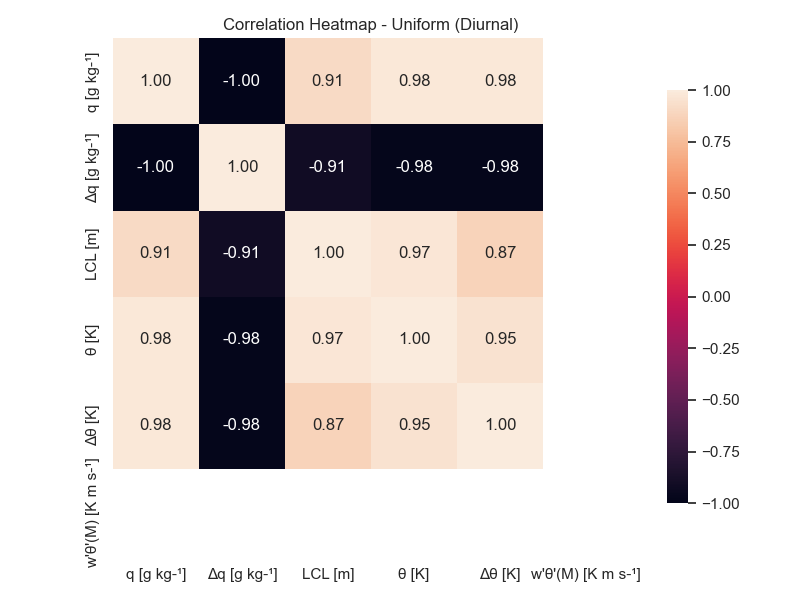 Correlation Heatmap - Uniform (Diurnal)
q [g kg-¹]
1.00 -1.00 0.91 0.98 0.98
Δq [g kg-¹]
-1.00 1.00 -0.91 -0.98 -0.98
LCL [m]
0.91 -0.91 1.00 0.97 0.87
θ [K]
0.98 -0.98 0.97 1.00 0.95
Δθ [K]
0.98 -0.98 0.87 0.95 1.00
w'θ'(M) [K m s-¹]
q [g kg-¹] Δq [g kg-¹] LCL [m] θ [K] Δθ [K] w'θ'(M) [K m s-¹]
1.00
0.75
0.50
0.25
0.00
−0.25
−0.50
−0.75
−1.00